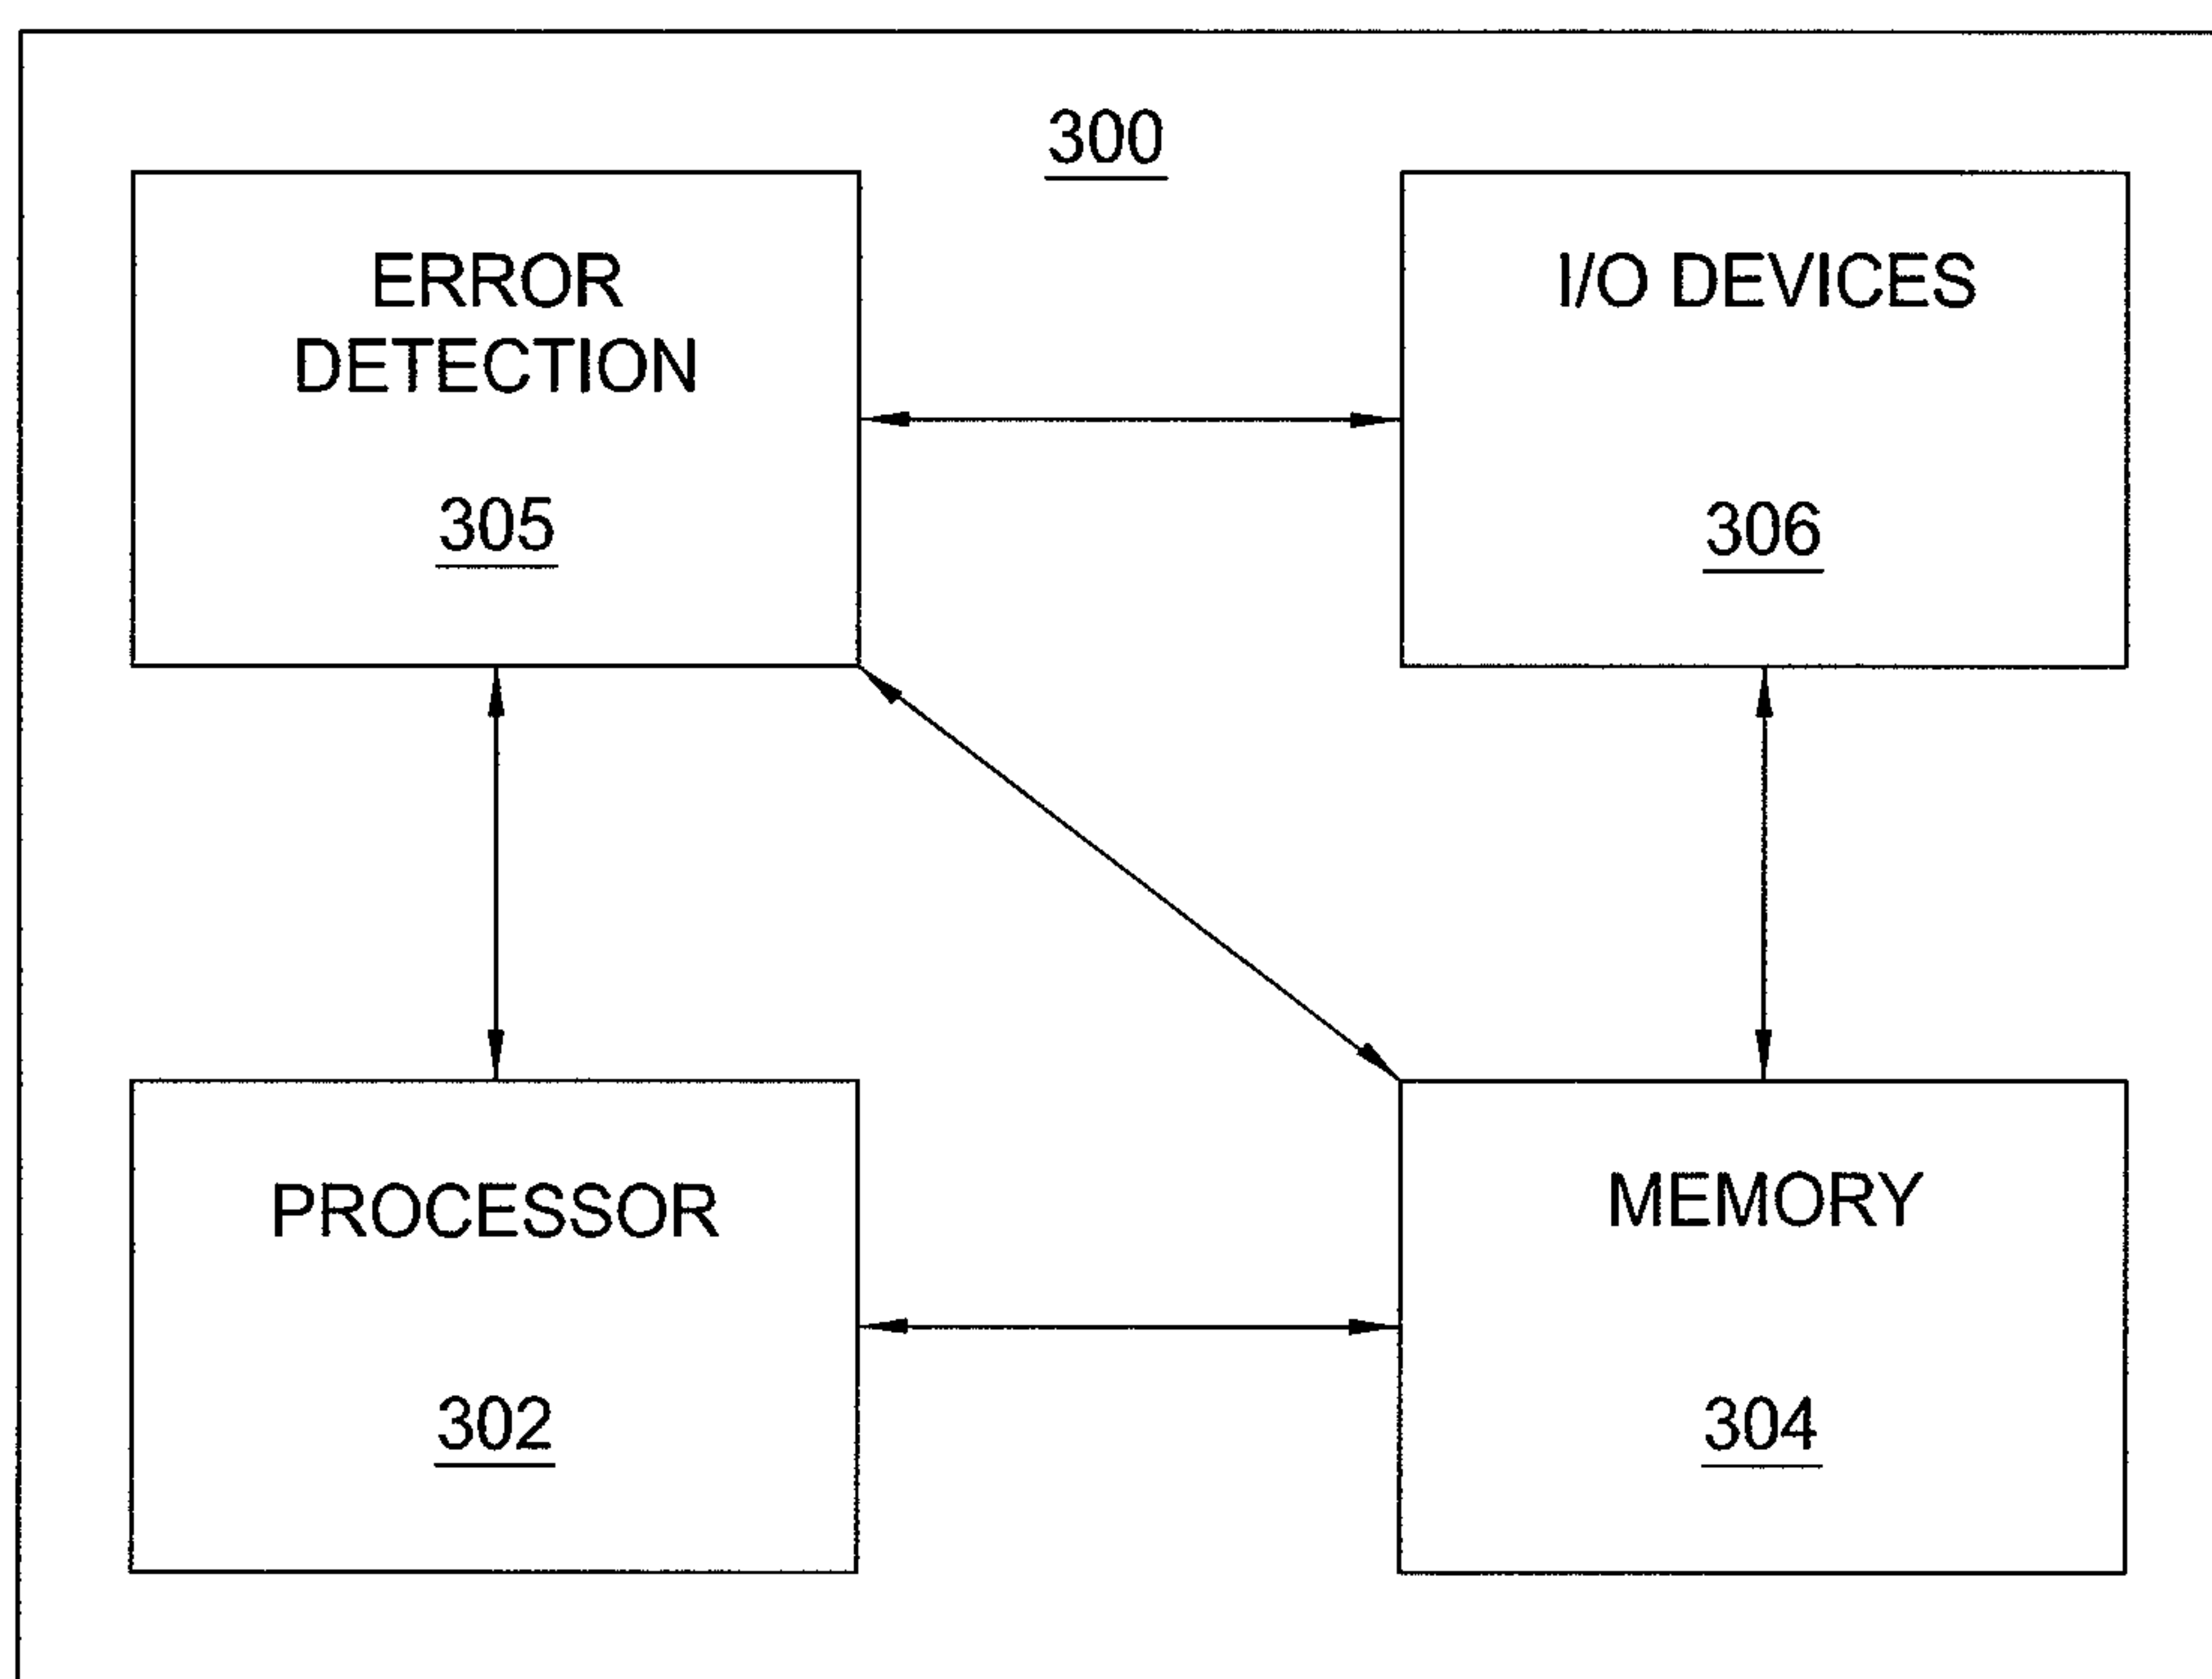 300
ERROR
DETECTION
305
I/O DEVICES
306
PROCESSOR
302
MEMORY
304